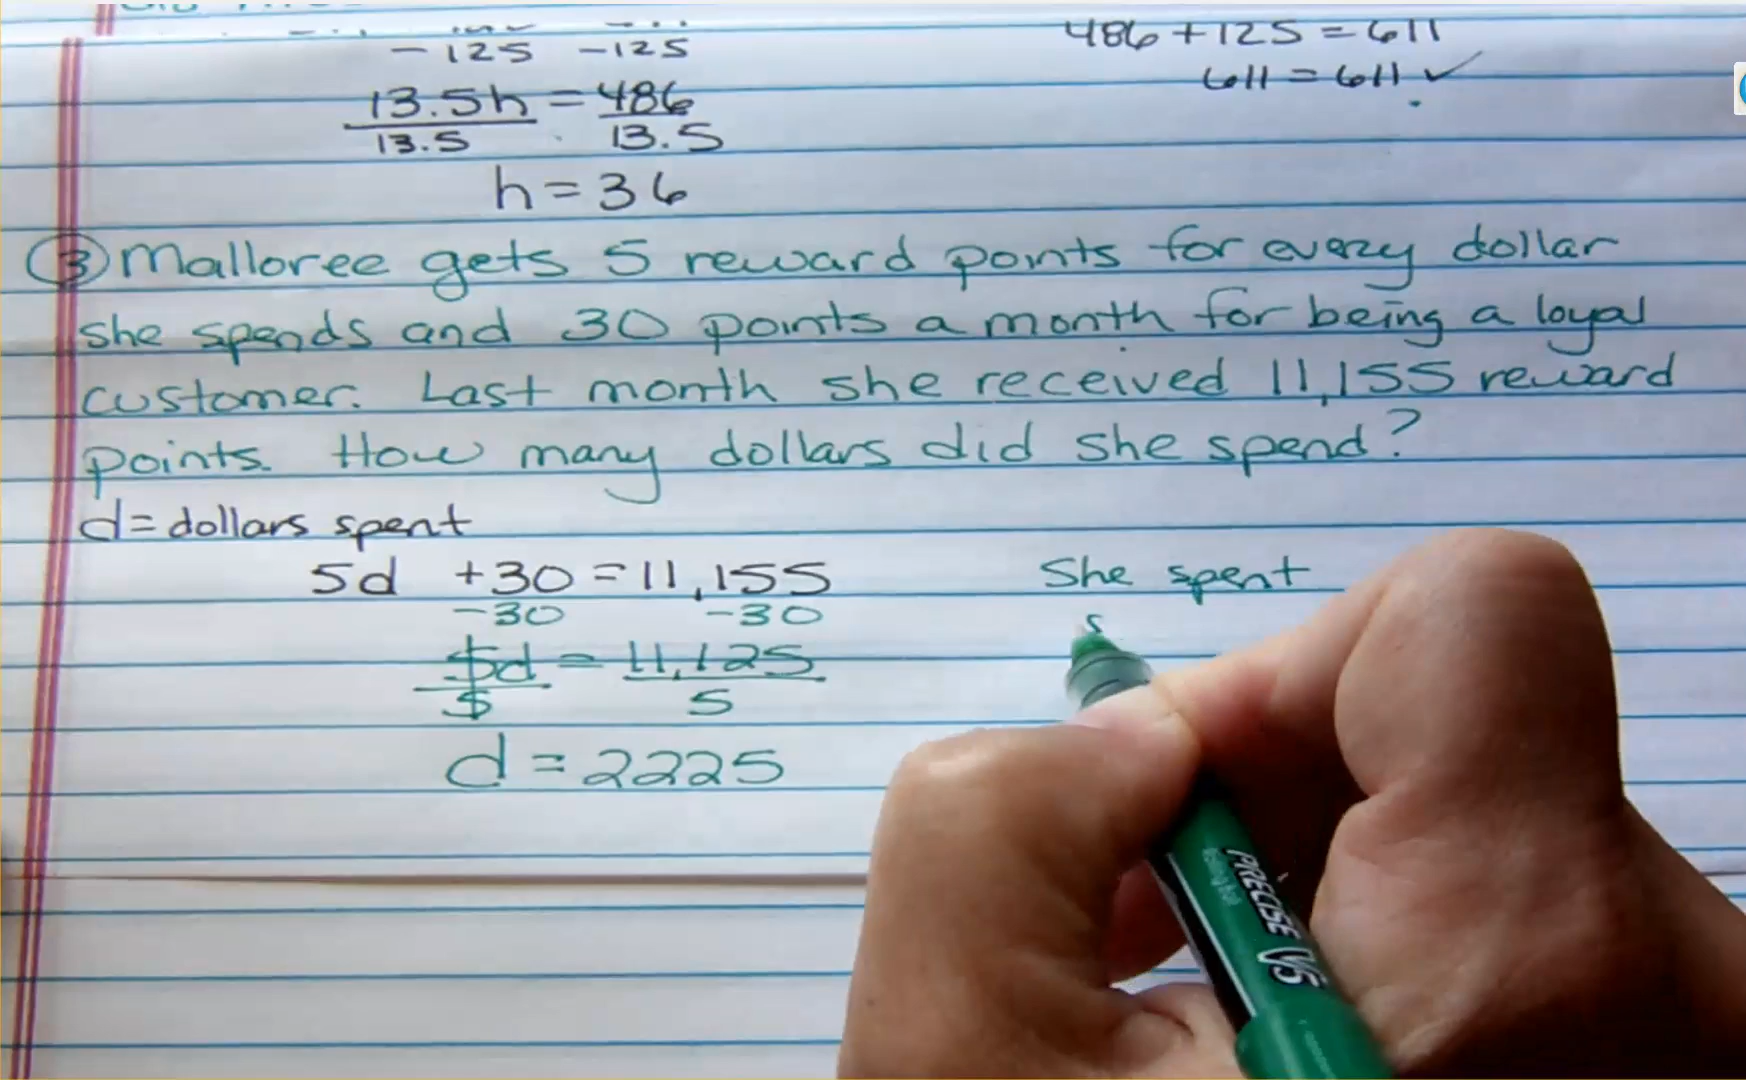 -125 -125
486+125=611
611=611✓
13.5h = 486
13.5 13.5
h=36
③ Malloree gets 5 reward points for every dollar
she spends and 30 points a month for being a loyal
customer. Last month she received 11,155 reward
points. How many dollars did she spend?
d=dollars spent
5d +30=11,155
-30 -30
5d = 11,125
5 5
d=2225
She spent
PRECISE V5